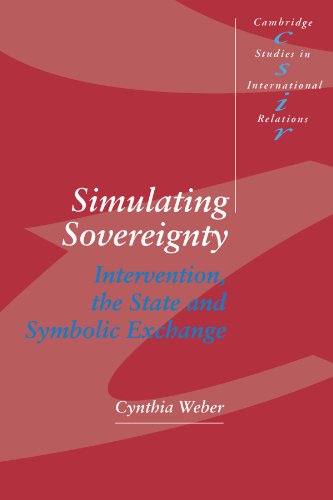 Cambridge
c
Studies in
s
International
i
Relations
r
Simulating
Sovereignty
Intervention,
the State and
Symbolic Exchange
Cynthia Weber